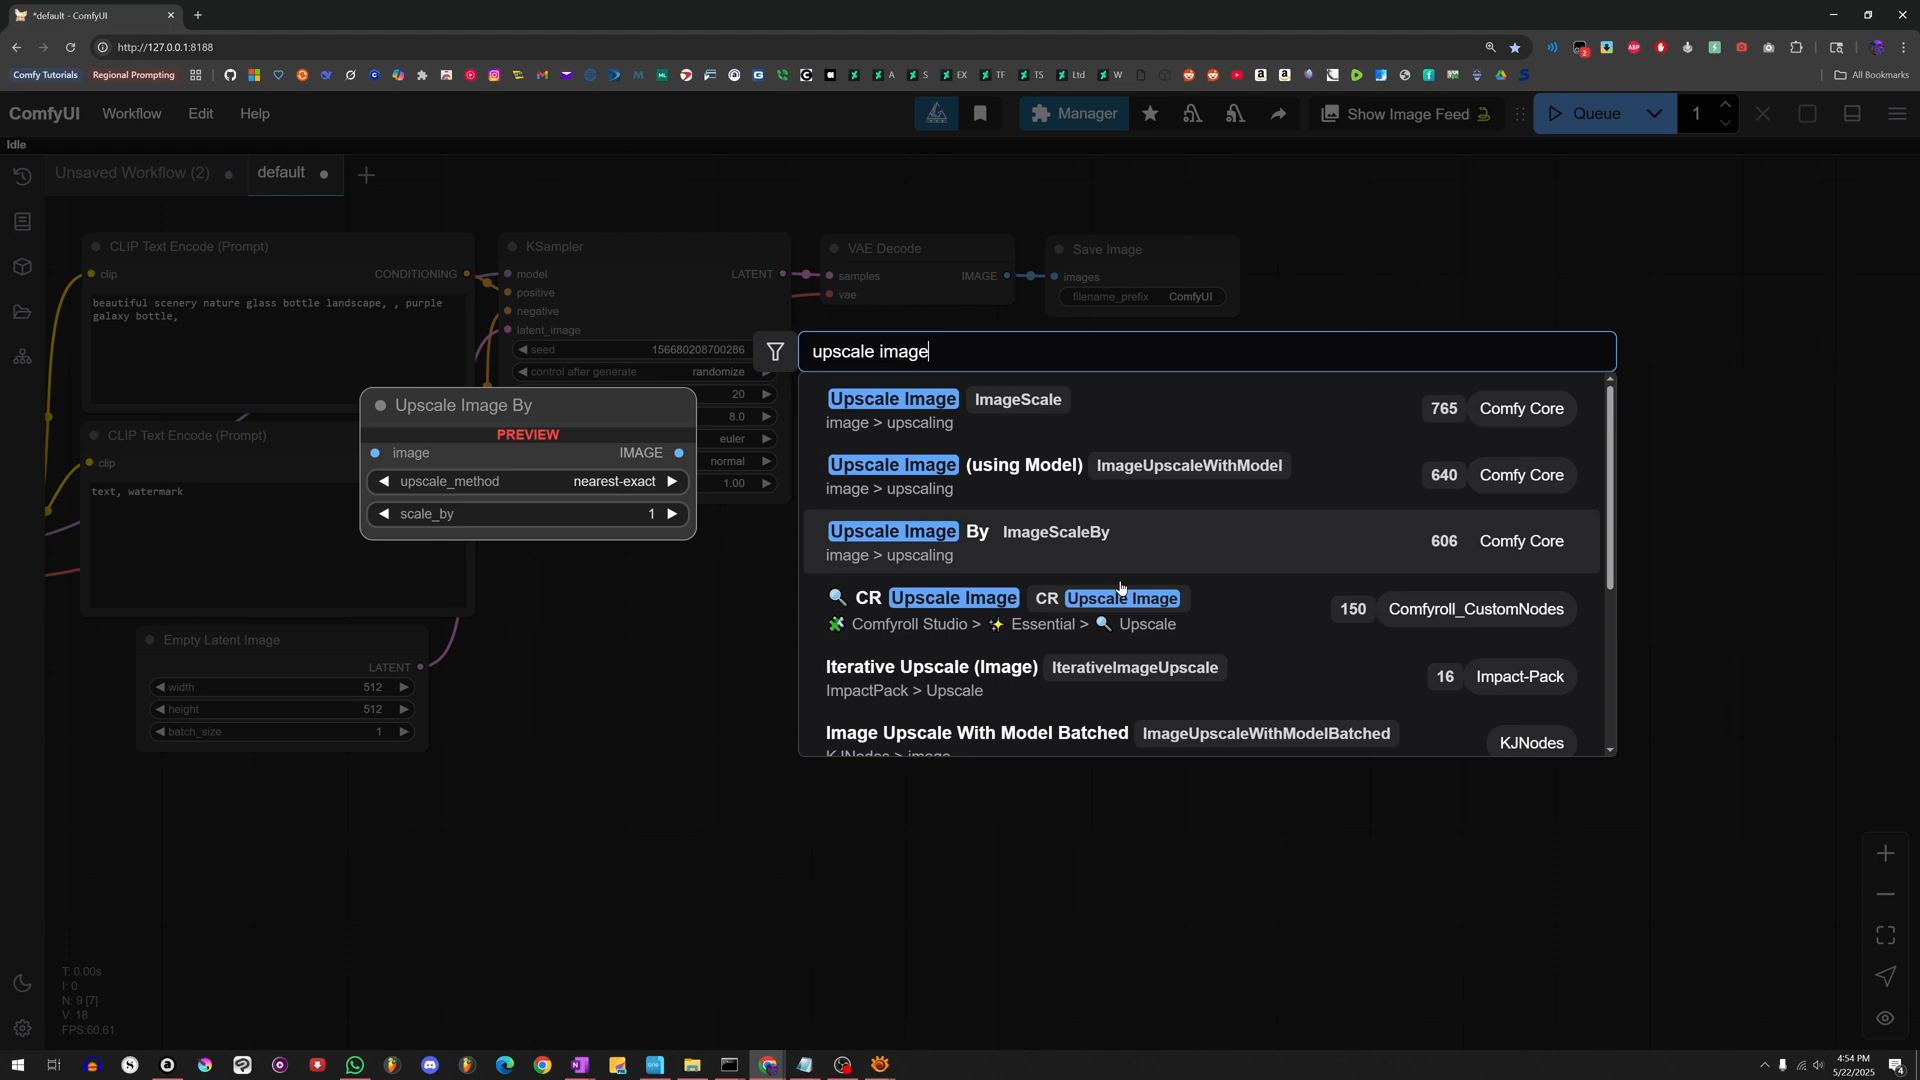 *default - ComfyUI
http://127.0.0.1:8188
Comfy Tutorials
Regional Prompting
A
S
EX
TF
TS
Ltd
W
All Bookmarks
ComfyUI
Workflow
Edit
Help
Manager
Show Image Feed
Queue
1
Idle
Unsaved Workflow (2)
default
CLIP Text Encode (Prompt)
clip
CONDITIONING
beautiful scenery nature glass bottle landscape, , purple
galaxy bottle,
KSampler
model
LATENT
positive
negative
latent_image
seed
156680208700286
control after generate
randomize
20
8.0
euler
normal
1.00
VAE Decode
samples
IMAGE
vae
Save Image
images
filename_prefix
ComfyUI
CLIP Text Encode (Prompt)
clip
text, watermark
Empty Latent Image
LATENT
width
512
height
512
batch_size
1
Upscale Image By
PREVIEW
image
IMAGE
upscale_method
nearest-exact
scale_by
1
upscale image
Upscale Image ImageScale
image > upscaling
765
Comfy Core
Upscale Image (using Model) ImageUpscaleWithModel
image > upscaling
640
Comfy Core
Upscale Image By ImageScaleBy
image > upscaling
606
Comfy Core
CR Upscale Image CR Upscale Image
Comfyroll Studio > Essential > Upscale
150
Comfyroll_CustomNodes
Iterative Upscale (Image) IterativeImageUpscale
ImpactPack > Upscale
16
Impact-Pack
Image Upscale With Model Batched ImageUpscaleWithModelBatched
KJNodes > image
KJNodes
T: 0.00s
I: 0
N: 9 [7]
V: 18
FPS:60.61
4:54 PM
5/22/2025
4